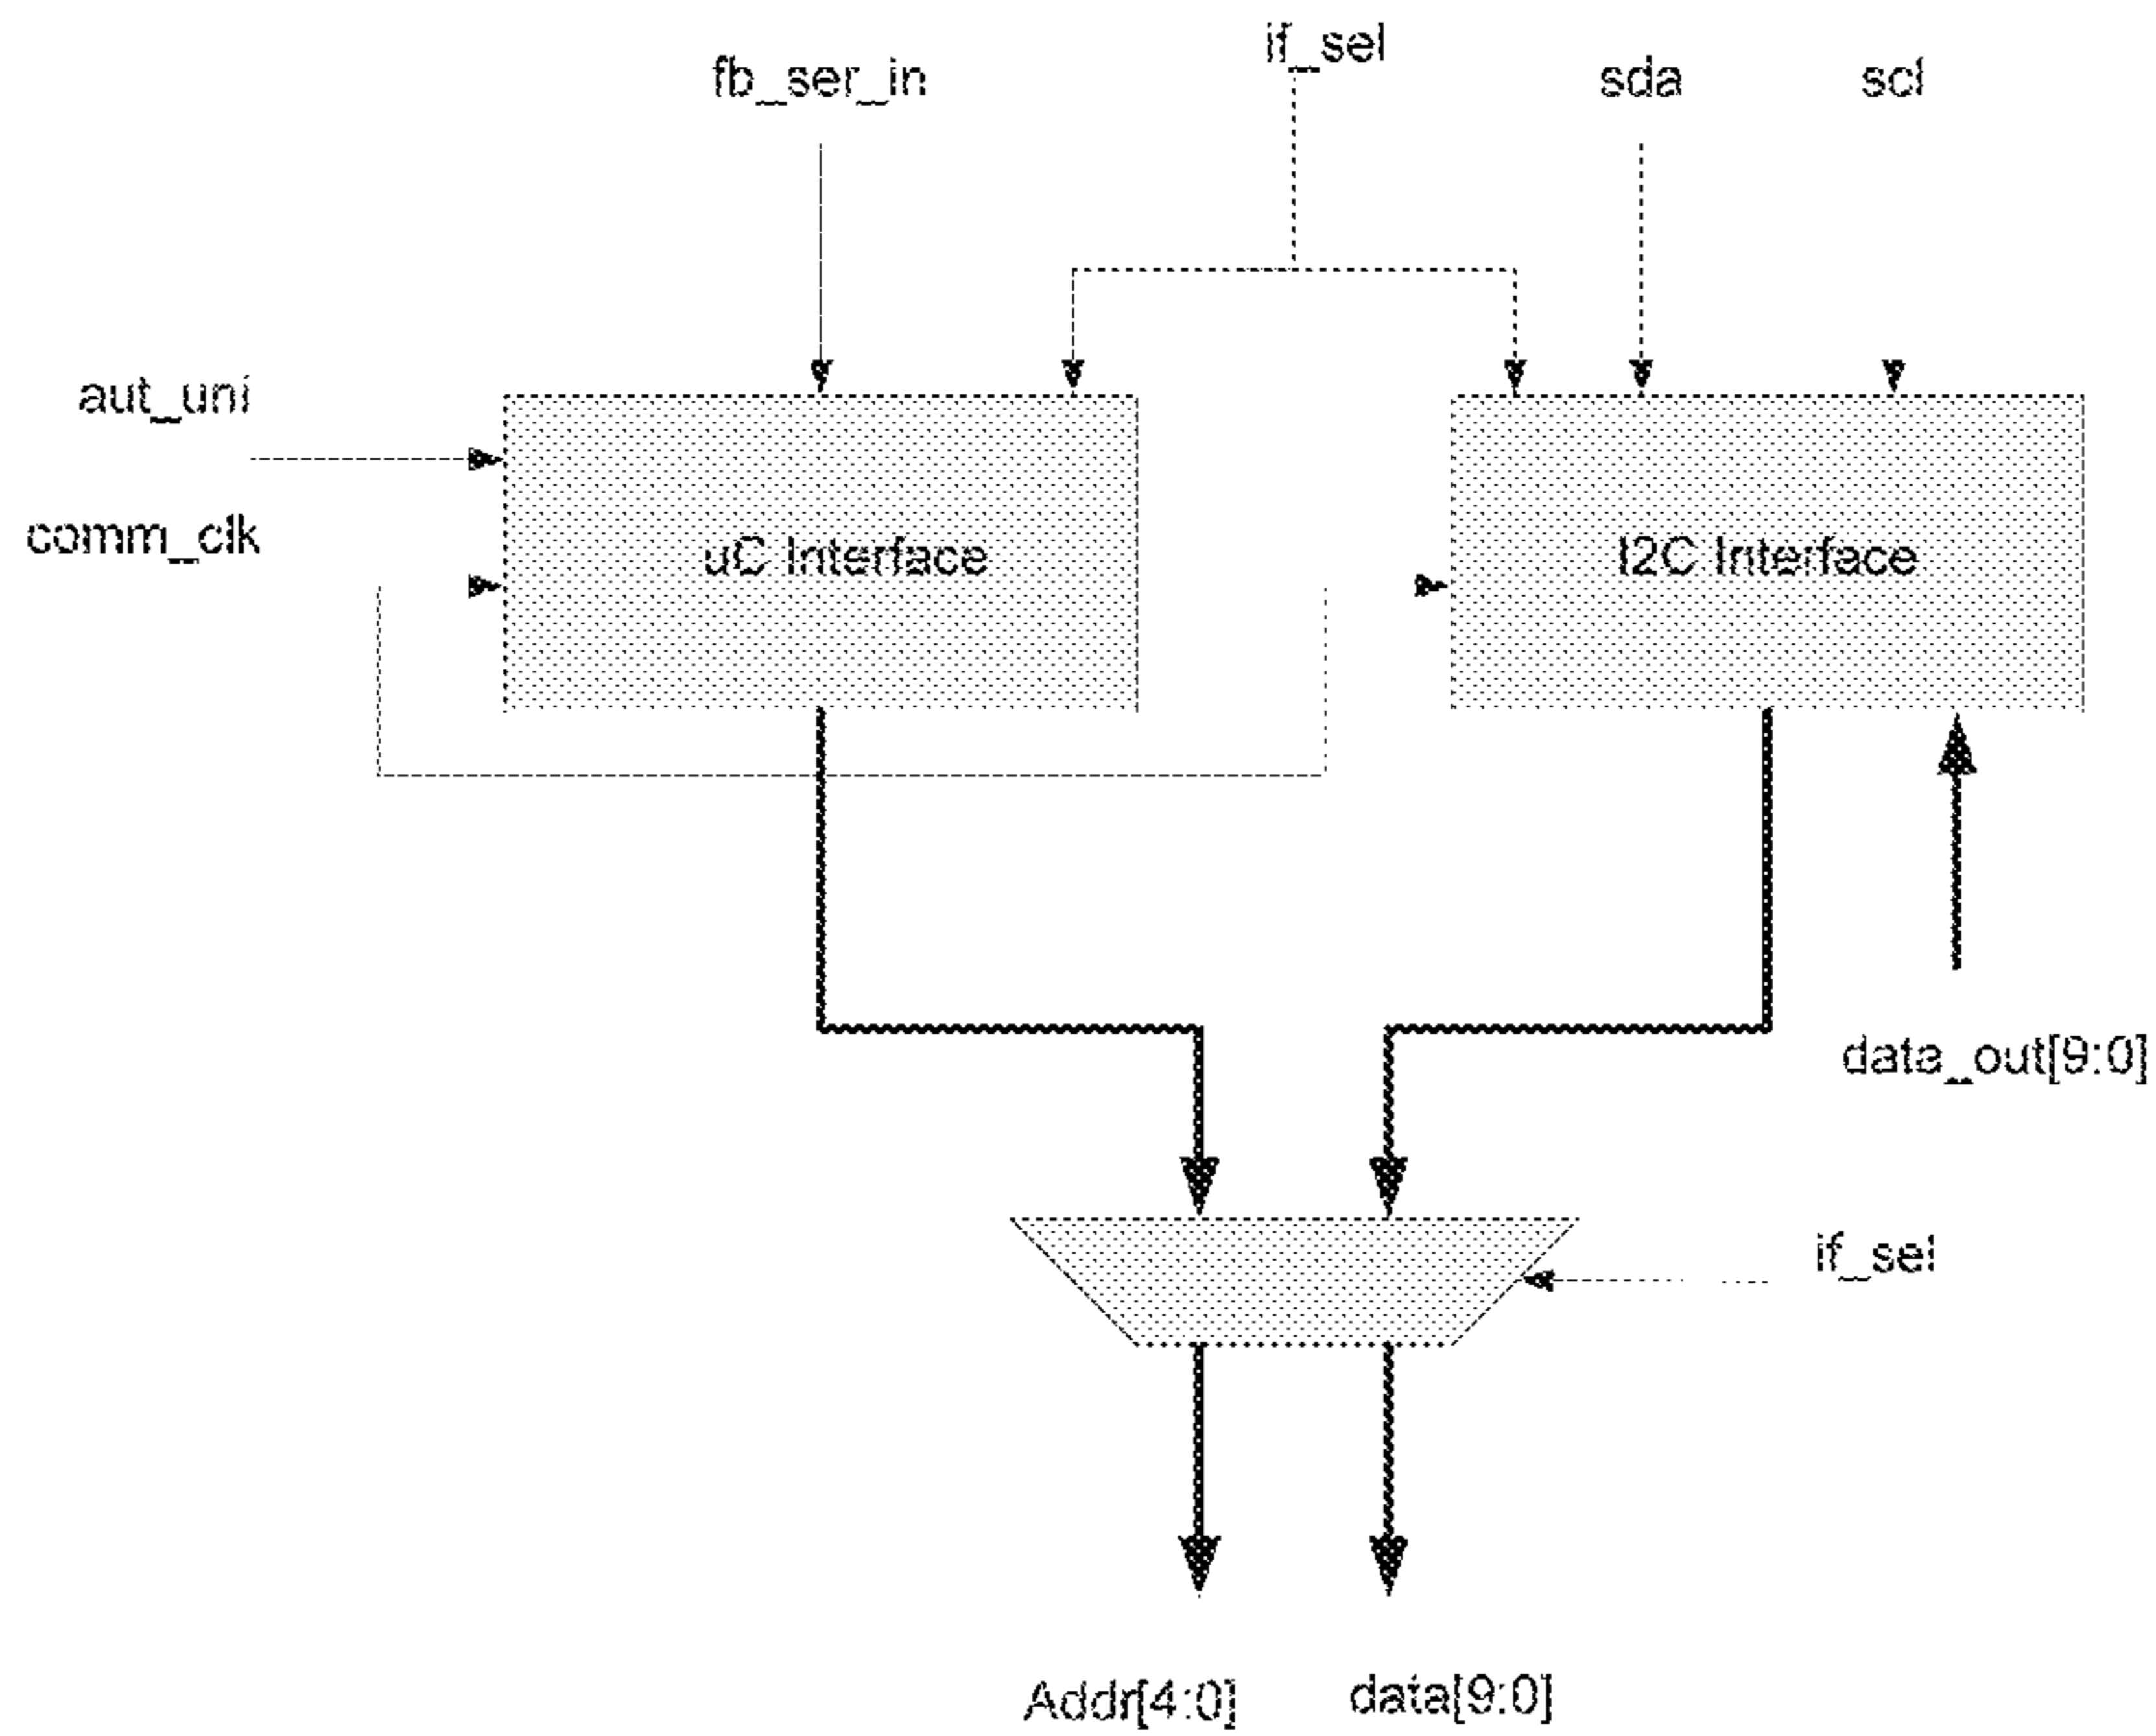 if_sel
fb_ser_in
sda
scl
aut_uni
comm_clk
uC Interface
I2C Interface
data_out[9:0]
if_sel
Addr[4:0]
data[9:0]